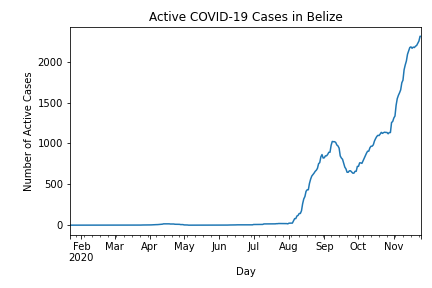 Active COVID-19 Cases in Belize
Number of Active Cases
2000
1500
1000
500
0
Feb Mar Apr May Jun Jul Aug Sep Oct Nov
2020
Day